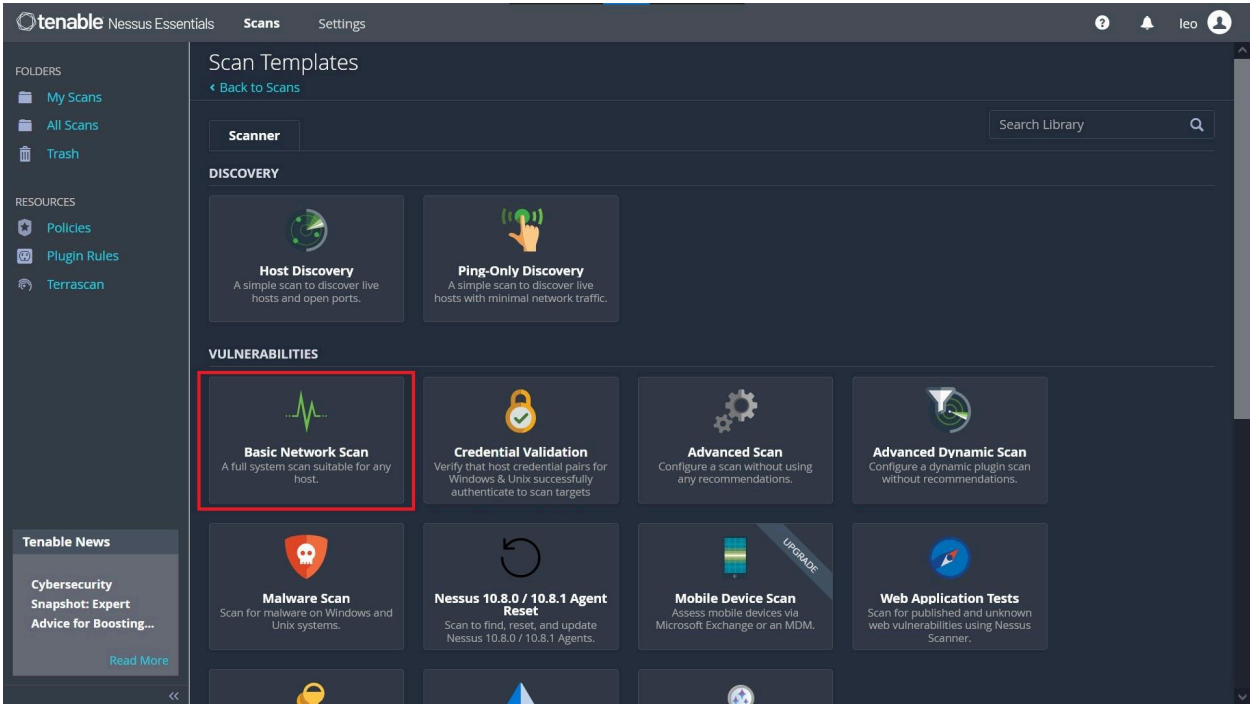 tenable Nessus Essentials
Scans
Settings
leo
FOLDERS
My Scans
All Scans
Trash
RESOURCES
Policies
Plugin Rules
Terrascan
Tenable News
Cybersecurity
Snapshot: Expert
Advice for Boosting...
Read More
Scan Templates
Back to Scans
Scanner
Search Library
DISCOVERY
Host Discovery
A simple scan to discover live
hosts and open ports.
Ping-Only Discovery
A simple scan to discover live
hosts with minimal network traffic.
VULNERABILITIES
Basic Network Scan
A full system scan suitable for any
host.
Credential Validation
Verify that host credential pairs for
Windows & Unix successfully
authenticate to scan targets
Advanced Scan
Configure a scan without using
any recommendations.
Advanced Dynamic Scan
Configure a dynamic plugin scan
without recommendations.
Malware Scan
Scan for malware on Windows and
Unix systems.
Nessus 10.8.0 / 10.8.1 Agent
Reset
Scan to find, reset, and update
Nessus 10.8.0 / 10.8.1 Agents.
UPGRADE
Mobile Device Scan
Assess mobile devices via
Microsoft Exchange or an MDM.
Web Application Tests
Scan for published and unknown
web vulnerabilities using Nessus
Scanner.